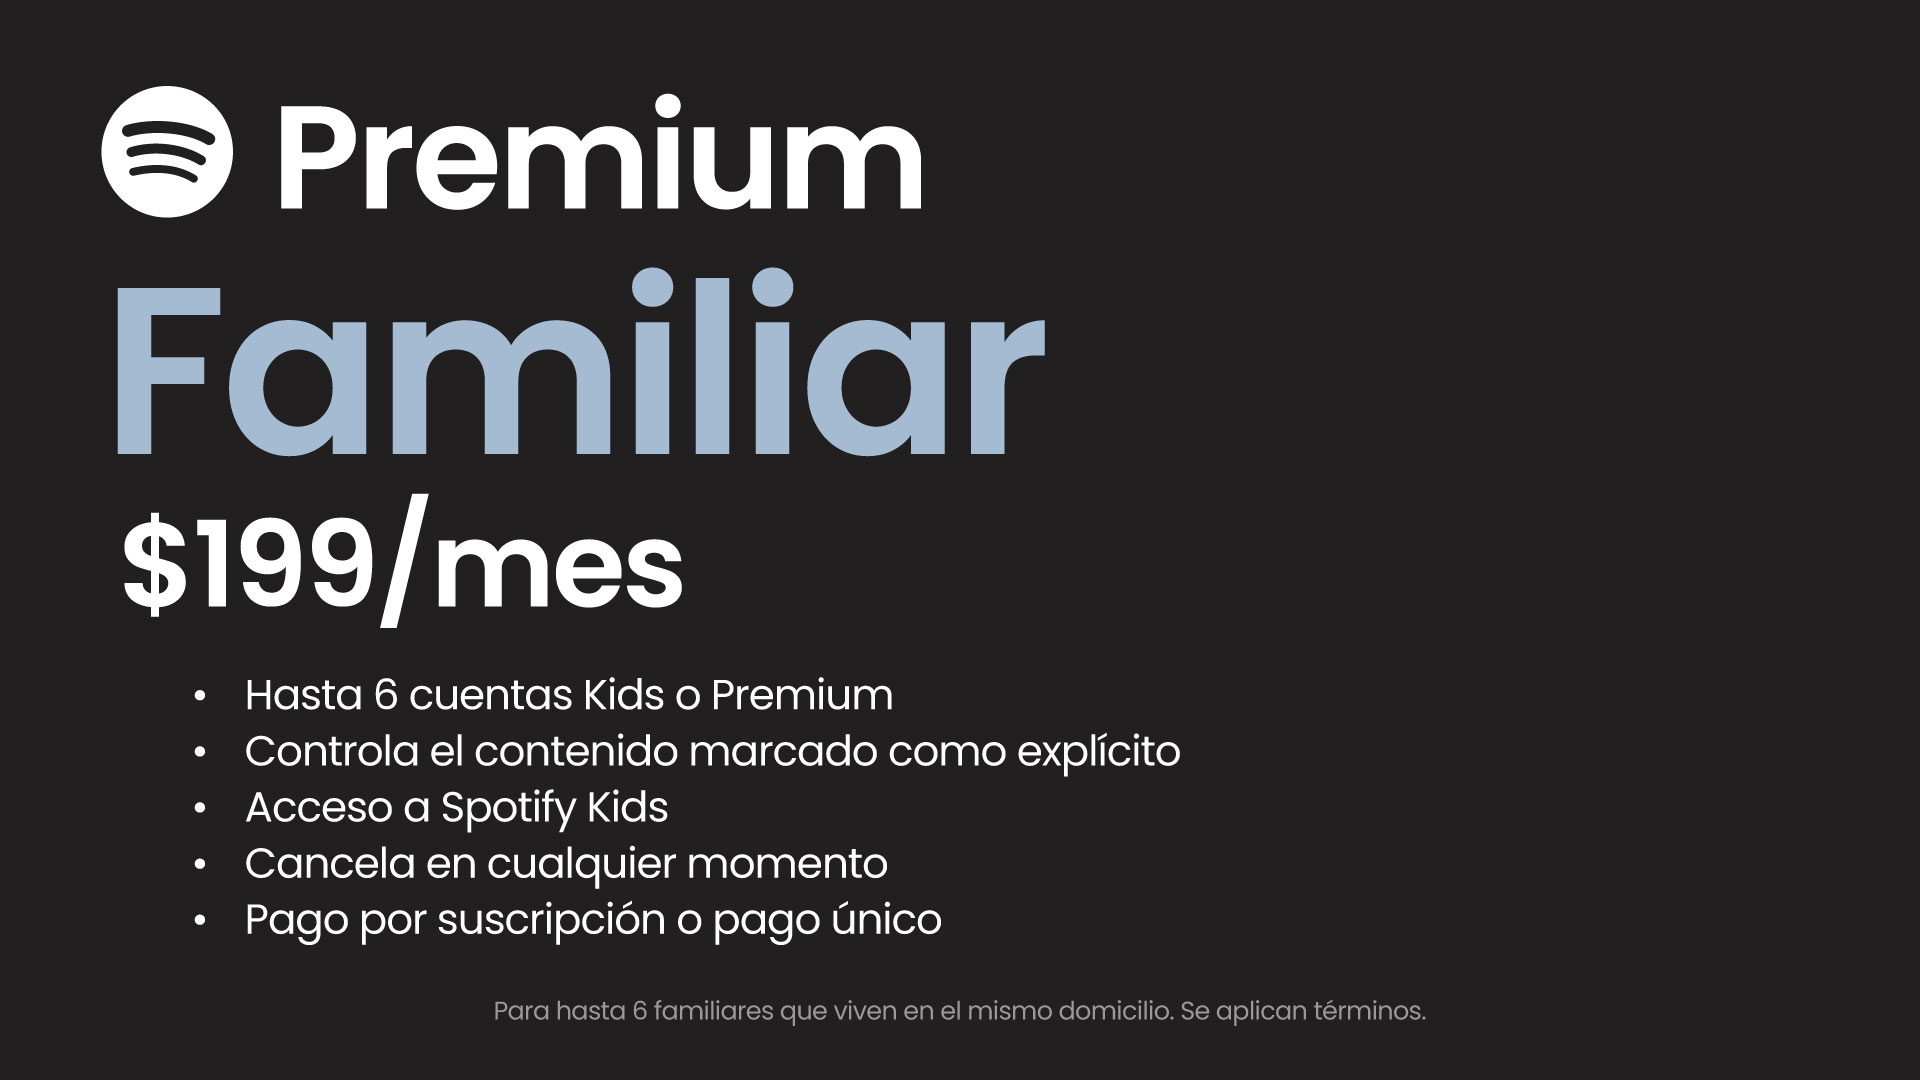 Premium
Familiar
$199/mes
• Hasta 6 cuentas Kids o Premium
• Controla el contenido marcado como explícito
• Acceso a Spotify Kids
• Cancela en cualquier momento
• Pago por suscripción o pago único
Para hasta 6 familiares que viven en el mismo domicilio. Se aplican términos.